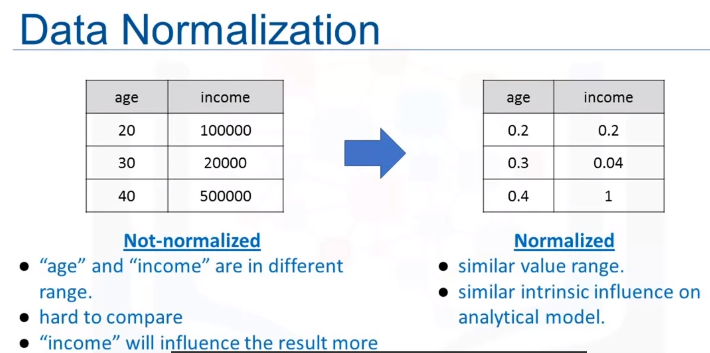 Data Normalization
age income
20 100000
30 20000
40 500000
age income
0.2 0.2
0.3 0.04
0.4 1
Not-normalized
● “age” and “income” are in different
range.
● hard to compare
● “income” will influence the result more
Normalized
● similar value range.
● similar intrinsic influence on
analytical model.